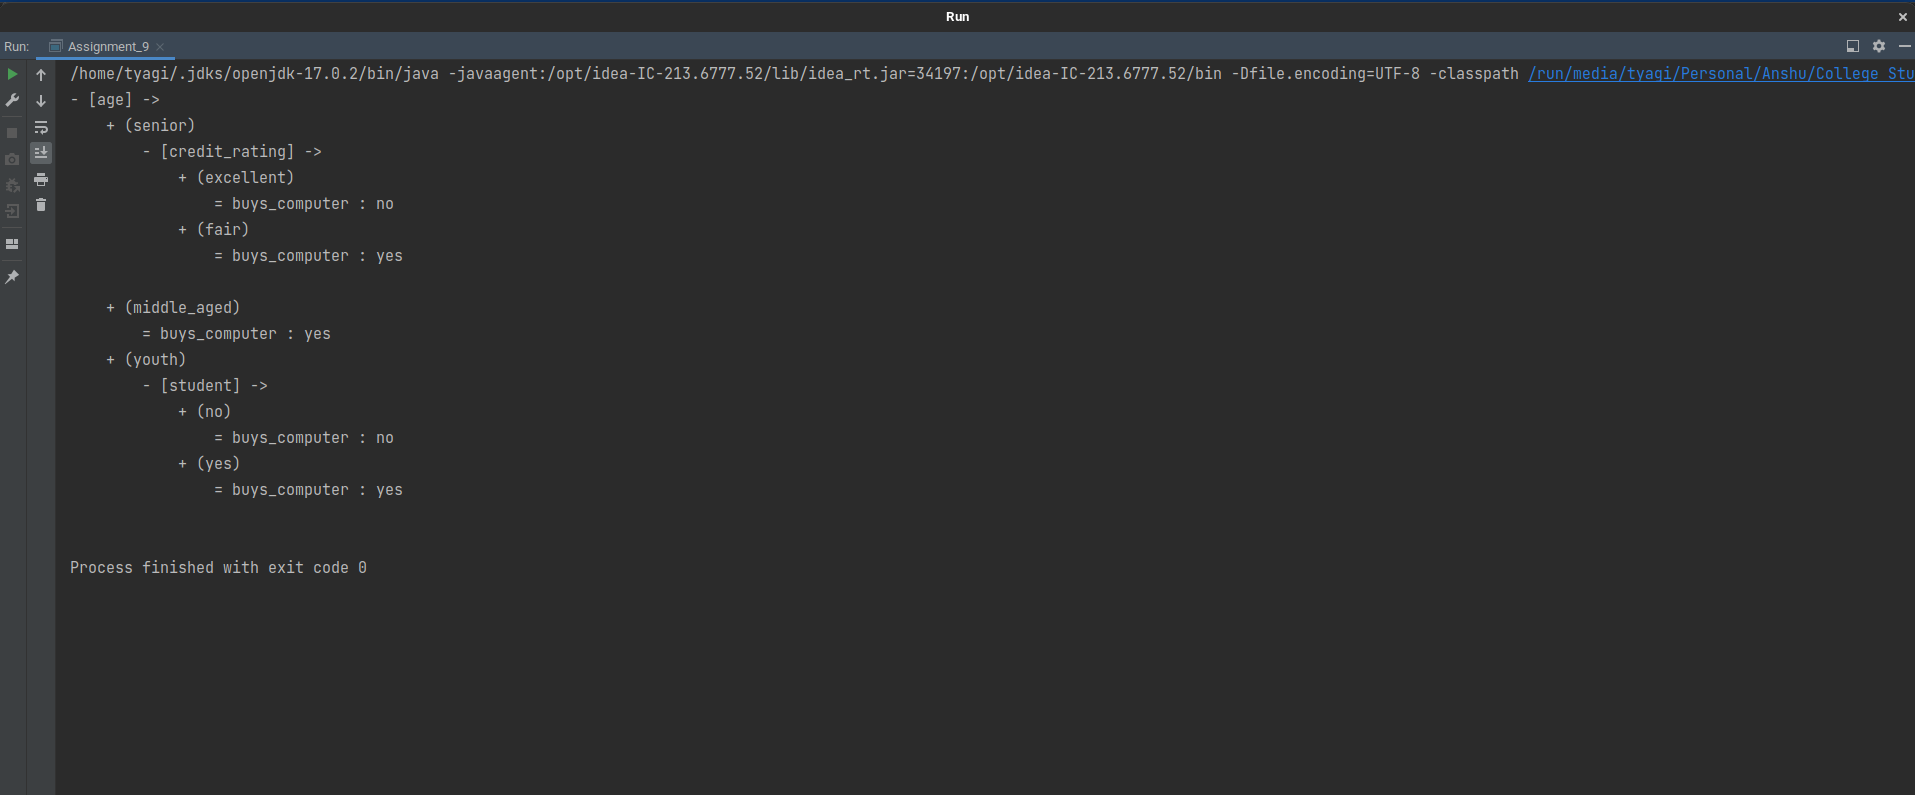 Run
Run: Assignment_9
/home/tyagi/.jdks/openjdk-17.0.2/bin/java -javaagent:/opt/idea-IC-213.6777.52/lib/idea_rt.jar=34197:/opt/idea-IC-213.6777.52/bin -Dfile.encoding=UTF-8 -classpath /run/media/tyagi/Personal/Anshu/College Stu
- [age] ->
    + (senior)
        - [credit_rating] ->
            + (excellent)
                = buys_computer : no
            + (fair)
                = buys_computer : yes
    + (middle_aged)
        = buys_computer : yes
    + (youth)
        - [student] ->
            + (no)
                = buys_computer : no
            + (yes)
                = buys_computer : yes
Process finished with exit code 0